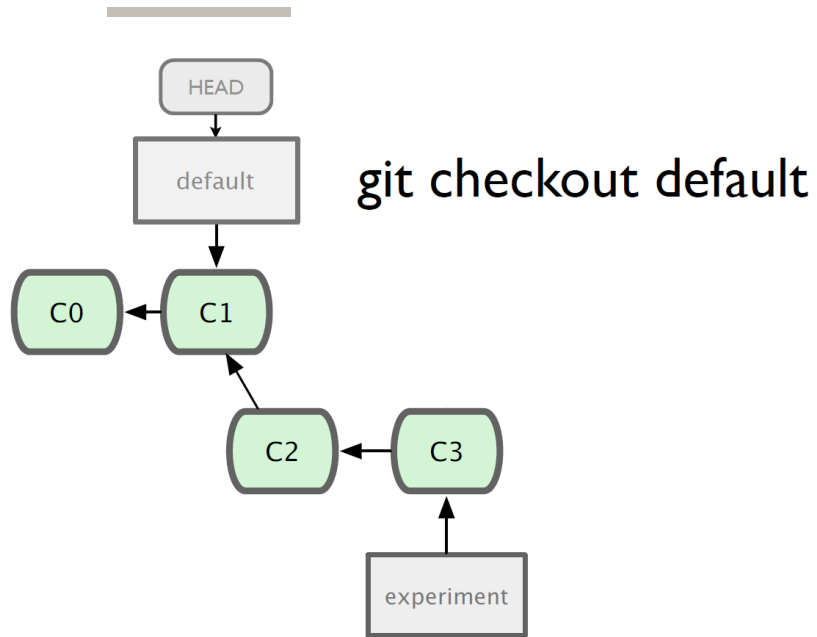 HEAD
default
git checkout default
C0
C1
C2
C3
experiment